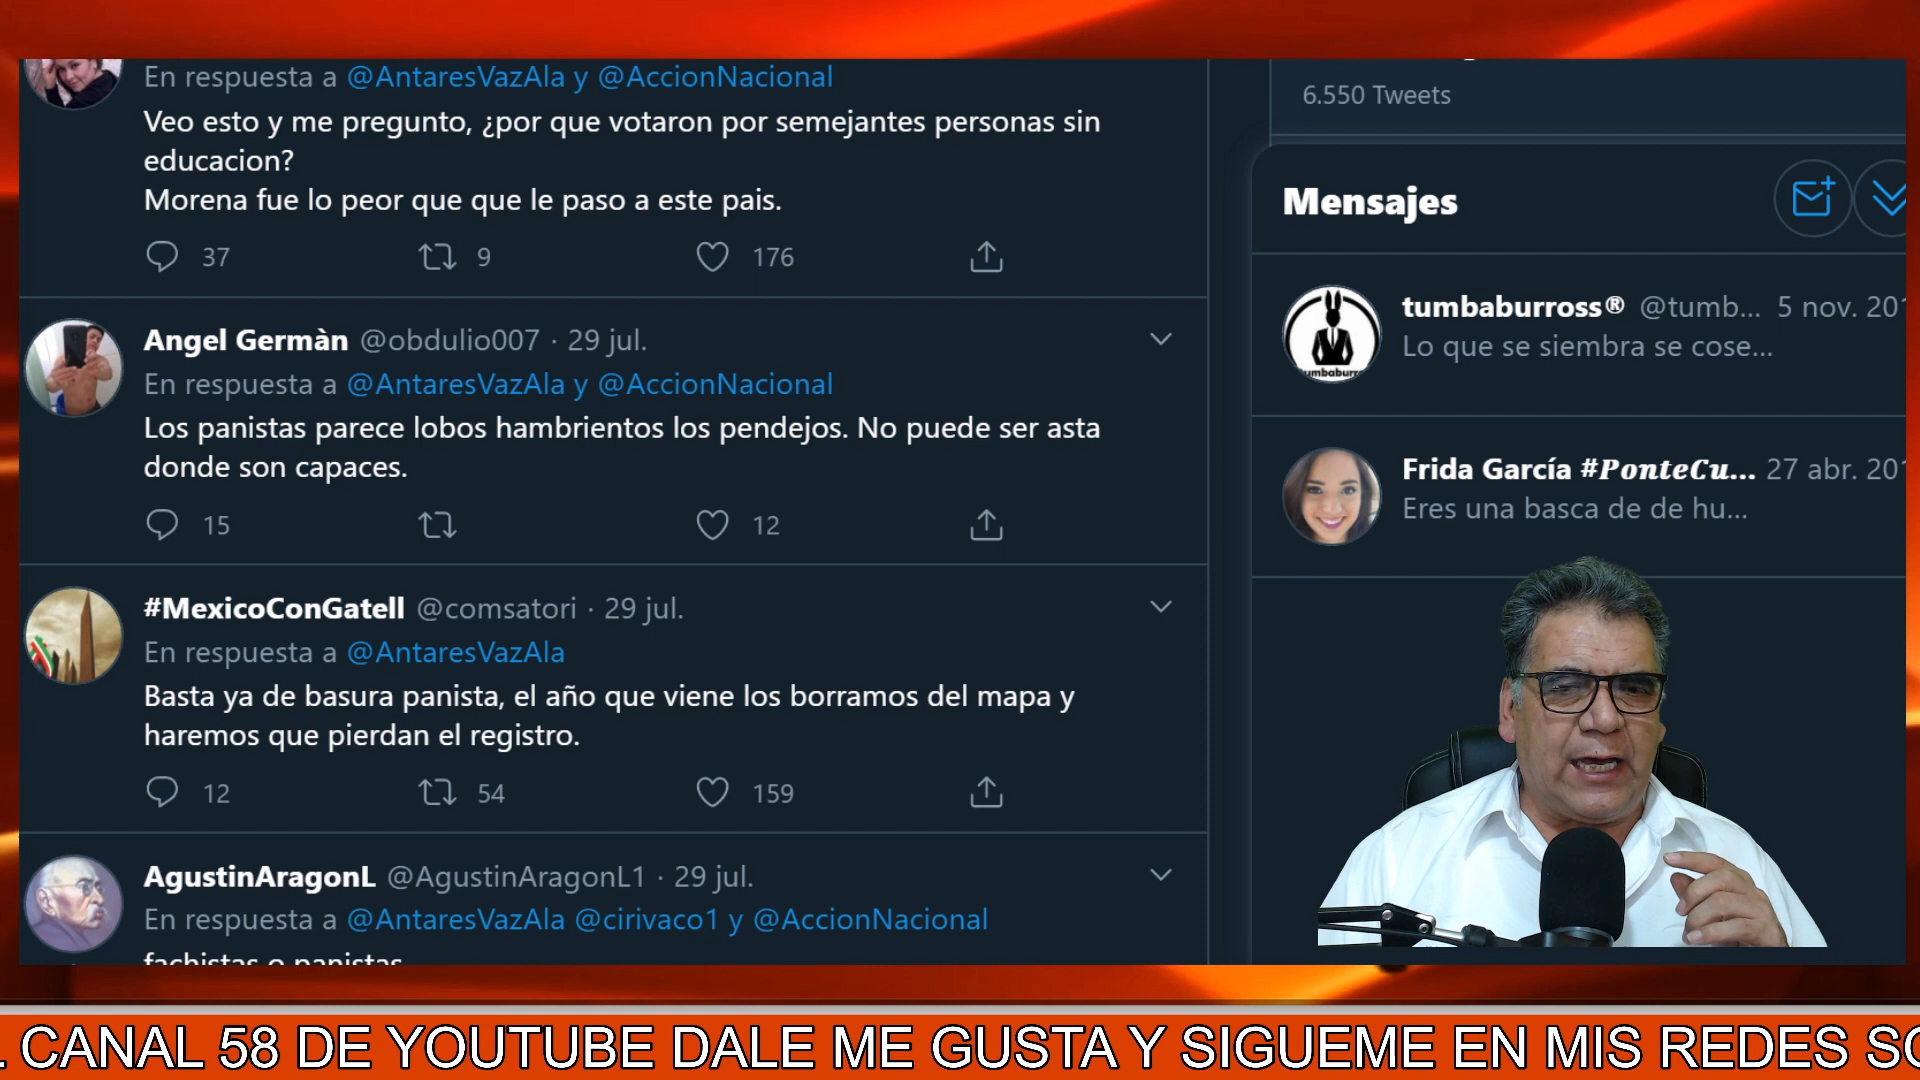 En respuesta a @AntaresVazAla y @AccionNacional
Veo esto y me pregunto, ¿por que votaron por semejantes personas sin
educacion?
Morena fue lo peor que que le paso a este pais.
37 9 176
Angel Germàn @obdulio007 · 29 jul.
En respuesta a @AntaresVazAla y @AccionNacional
Los panistas parece lobos hambrientos los pendejos. No puede ser asta
donde son capaces.
15 12
#MexicoConGatell @comsatori · 29 jul.
En respuesta a @AntaresVazAla
Basta ya de basura panista, el año que viene los borramos del mapa y
haremos que pierdan el registro.
12 54 159
AgustinAragonL @AgustinAragonL1 · 29 jul.
En respuesta a @AntaresVazAla @cirivaco1 y @AccionNacional
fachistas o panistas
6.550 Tweets
Mensajes
tumbaburross® @tumb... 5 nov. 201
Lo que se siembra se cose...
Frida García #PonteCu... 27 abr. 201
Eres una basca de de hu...
CANAL 58 DE YOUTUBE DALE ME GUSTA Y SIGUEME EN MIS REDES SO